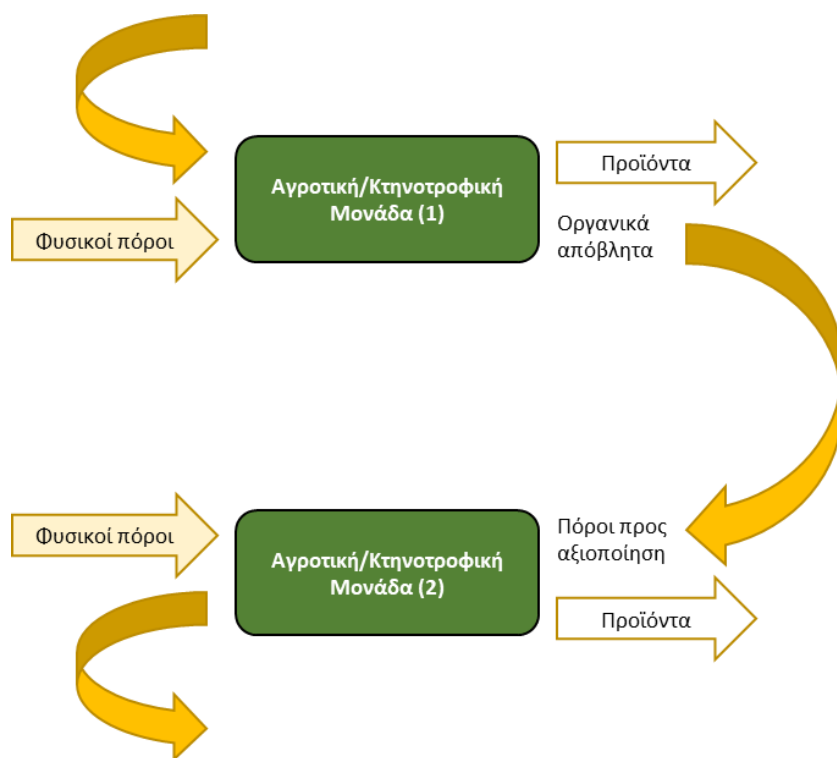 Αγροτική/Κτηνοτροφική
Μονάδα (1)
Προϊόντα
Φυσικοί πόροι
Οργανικά
απόβλητα
Φυσικοί πόροι
Αγροτική/Κτηνοτροφική
Μονάδα (2)
Πόροι προς
αξιοποίηση
Προϊόντα